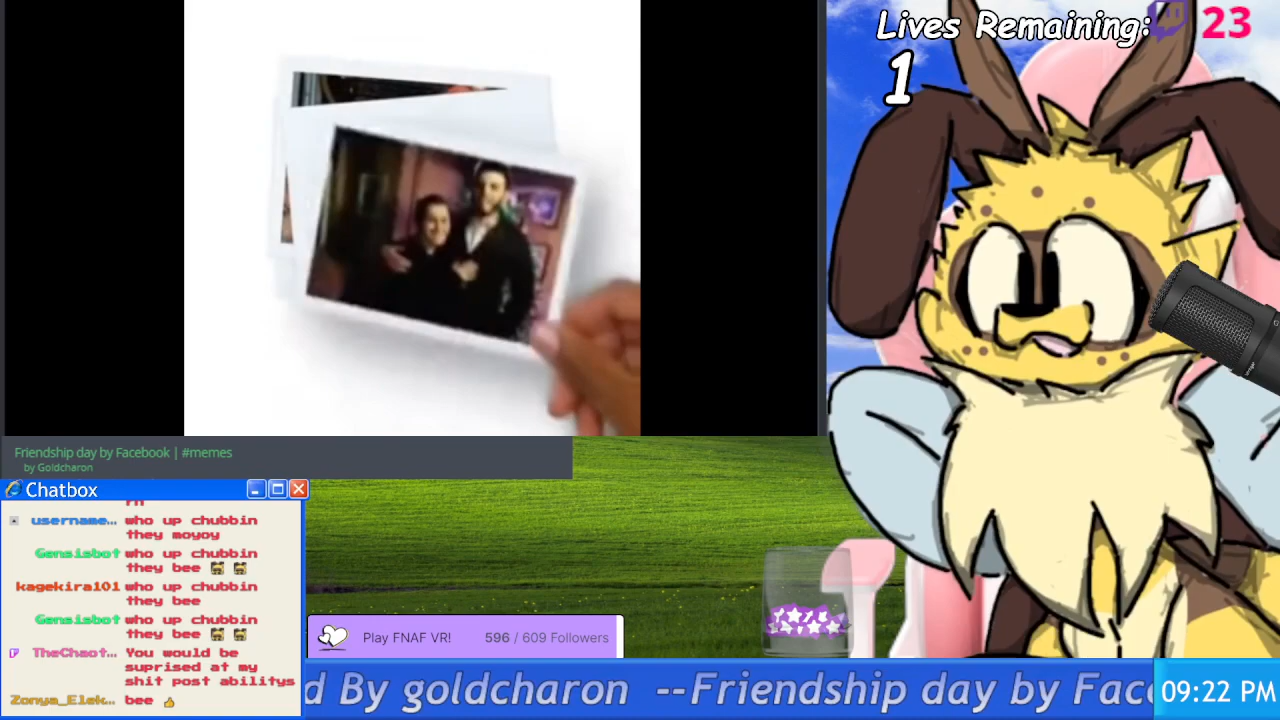 Lives Remaining:
23
1
Friendship day by Facebook | #memes
by Goldcharon
Chatbox
rn
username... who up chubbin
they moyoy
Gensisbot who up chubbin
they bee
kagekira101 who up chubbin
they bee
Gensisbot who up chubbin
they bee
TheChaot... You would be
suprised at my
shit post abilitys
Zonya_Elek... bee
Play FNAF VR! 596 / 609 Followers
d By goldcharon --Friendship day by Fac
09:22 PM